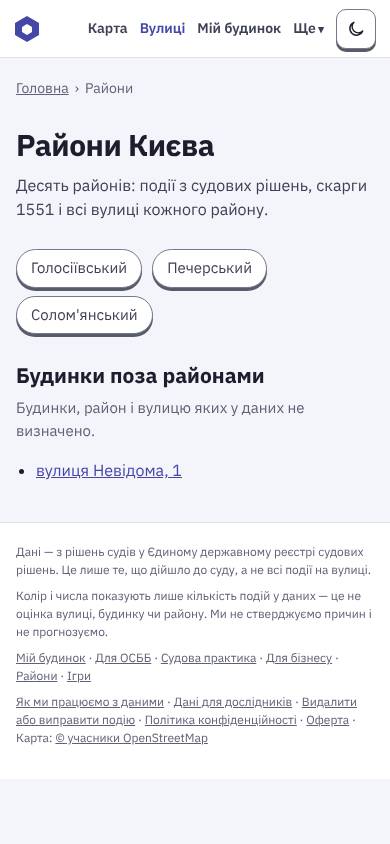 Карта Вулиці Мій будинок Ще ▾
Головна › Райони
Райони Києва
Десять районів: події з судових рішень, скарги
1551 і всі вулиці кожного району.
Голосіївський Печерський
Солом'янський
Будинки поза районами
Будинки, район і вулицю яких у даних не
визначено.
• вулиця Невідома, 1
Дані — з рішень судів у Єдиному державному реєстрі судових
рішень. Це лише те, що дійшло до суду, а не всі події на вулиці.
Колір і числа показують лише кількість подій у даних — це не
оцінка вулиці, будинку чи району. Ми не стверджуємо причин і
не прогнозуємо.
Мій будинок · Для ОСББ · Судова практика · Для бізнесу ·
Райони · Ігри
Як ми працюємо з даними · Дані для дослідників · Видалити
або виправити подію · Політика конфіденційності · Оферта ·
Карта: © учасники OpenStreetMap